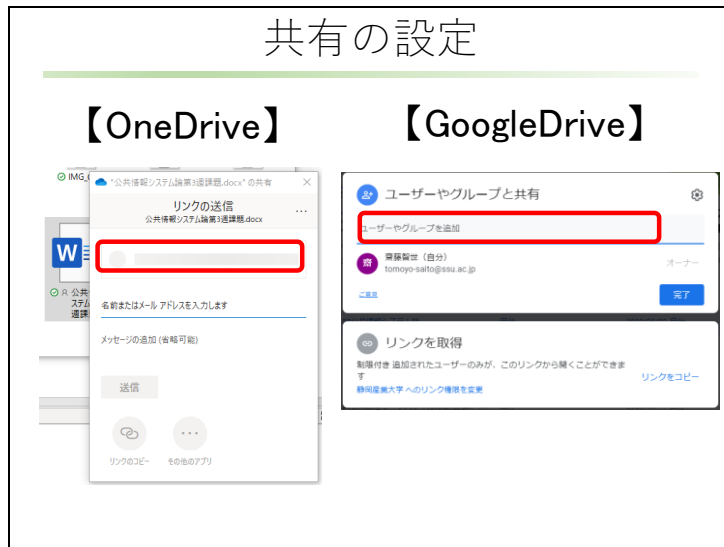 共有の設定
【OneDrive】
【GoogleDrive】
IMG_
"公共情報システム論第3週課題.docx" の共有
リンクの送信
公共情報システム論第3週課題.docx
W
公共
ステム
週課
名前またはメール アドレスを入力します
メッセージの追加 (省略可能)
送信
リンクのコピー
その他のアプリ
ユーザーやグループと共有
ユーザーやグループを追加
齋
齋藤智世（自分）
オーナー
tomoyo-saito@ssu.ac.jp
ご意見
完了
リンクを取得
制限付き 追加されたユーザーのみが、このリンクから開くことができま
す
リンクをコピー
静岡産業大学 へのリンク権限を変更